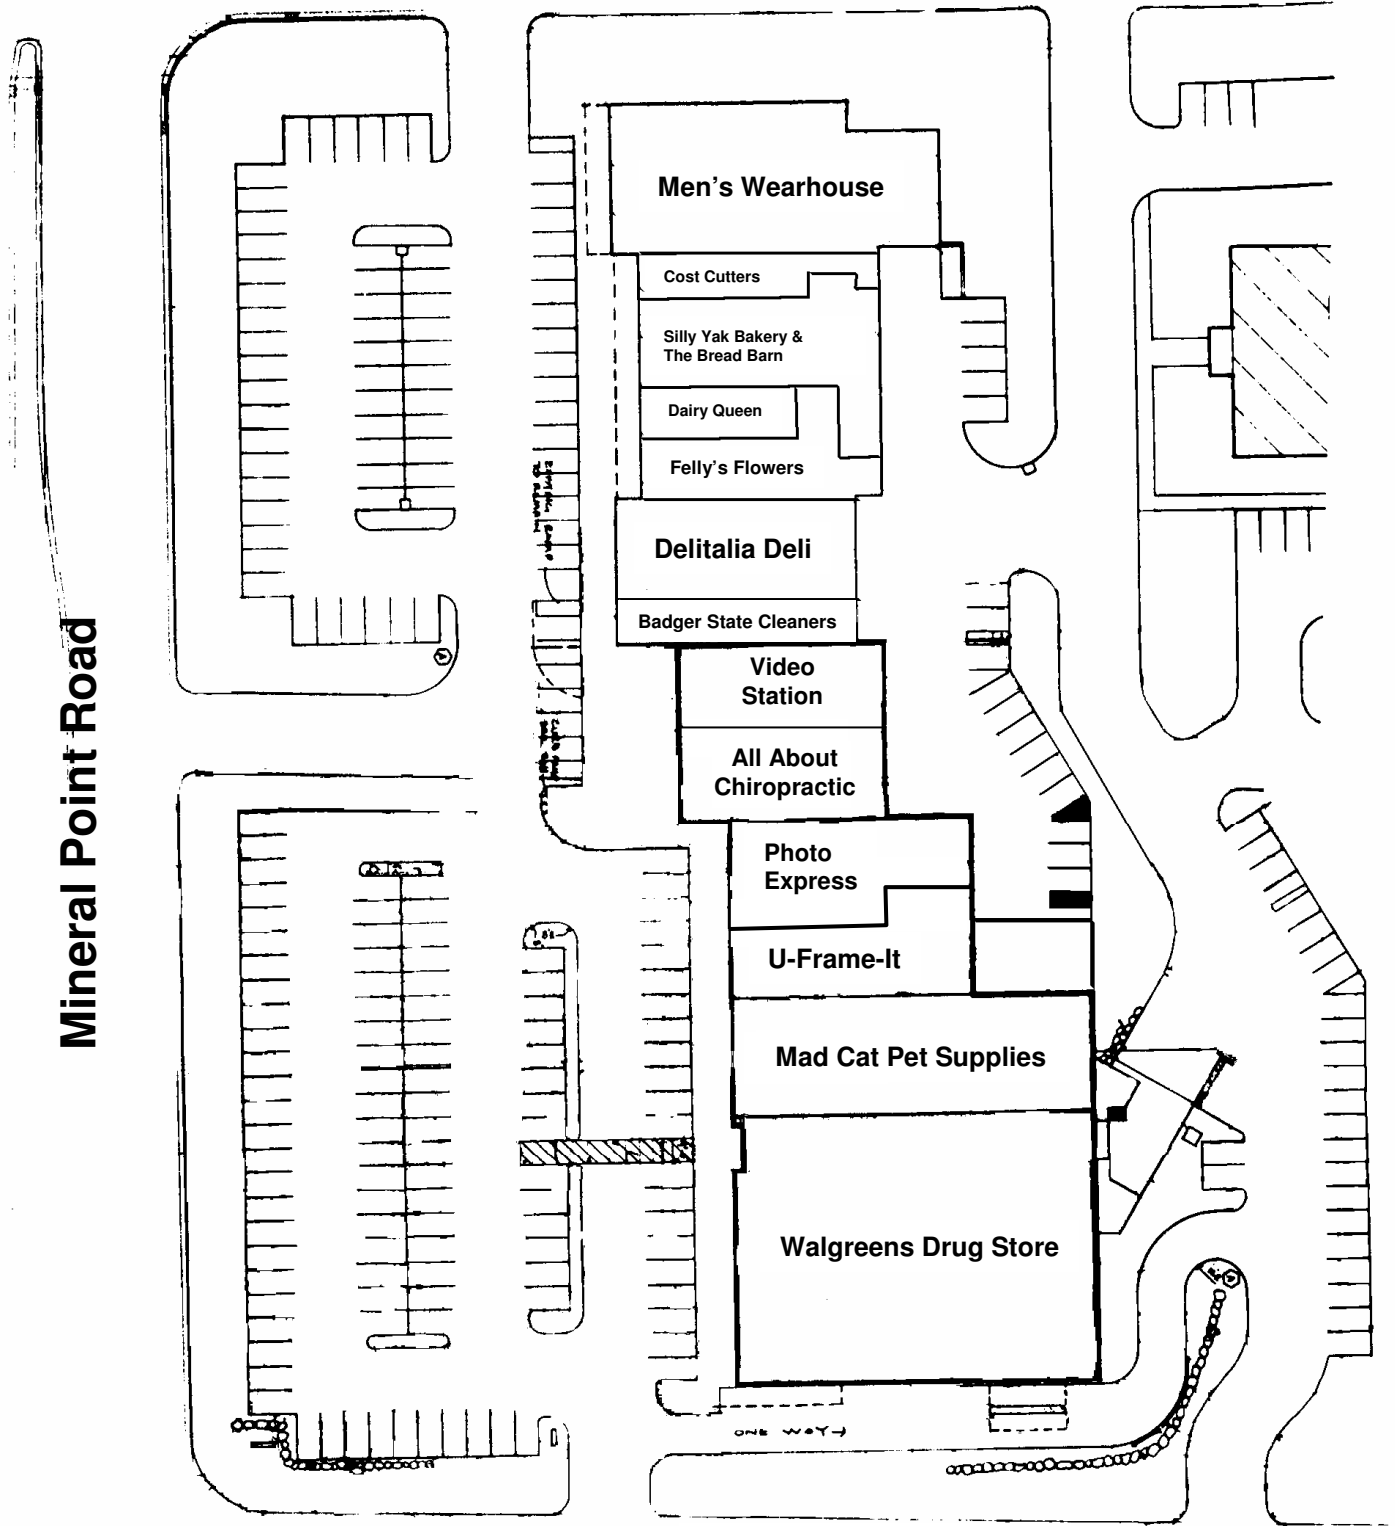 Men's Wearhouse
Cost Cutters
Silly Yak Bakery &
The Bread Barn
Dairy Queen
Felly's Flowers
Delitalia Deli
Badger State Cleaners
Video
Station
All About
Chiropractic
Photo
Express
U-Frame-It
Mad Cat Pet Supplies
Walgreens Drug Store
ONE WAY
Mineral Point Road